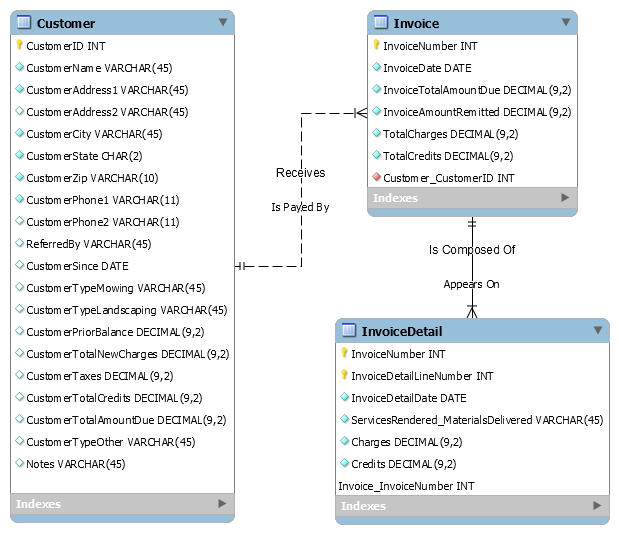 Customer
CustomerID INT
CustomerName VARCHAR(45)
CustomerAddress1 VARCHAR(45)
CustomerAddress2 VARCHAR(45)
CustomerCity VARCHAR(45)
CustomerState CHAR(2)
CustomerZip VARCHAR(10)
CustomerPhone1 VARCHAR(11)
CustomerPhone2 VARCHAR(11)
ReferredBy VARCHAR(45)
CustomerSince DATE
CustomerTypeMowing VARCHAR(45)
CustomerTypeLandscaping VARCHAR(45)
CustomerPriorBalance DECIMAL(9,2)
CustomerTotalNewCharges DECIMAL(9,2)
CustomerTaxes DECIMAL(9,2)
CustomerTotalCredits DECIMAL(9,2)
CustomerTotalAmountDue DECIMAL(9,2)
CustomerTypeOther VARCHAR(45)
Notes VARCHAR(45)
Indexes
Receives
Is Payed By
Invoice
InvoiceNumber INT
InvoiceDate DATE
InvoiceTotalAmountDue DECIMAL(9,2)
InvoiceAmountRemitted DECIMAL(9,2)
TotalCharges DECIMAL(9,2)
TotalCredits DECIMAL(9,2)
Customer_CustomerID INT
Indexes
Is Composed Of
Appears On
InvoiceDetail
InvoiceNumber INT
InvoiceDetailLineNumber INT
InvoiceDetailDate DATE
ServicesRendered_MaterialsDelivered VARCHAR(45)
Charges DECIMAL(9,2)
Credits DECIMAL(9,2)
Invoice_InvoiceNumber INT
Indexes